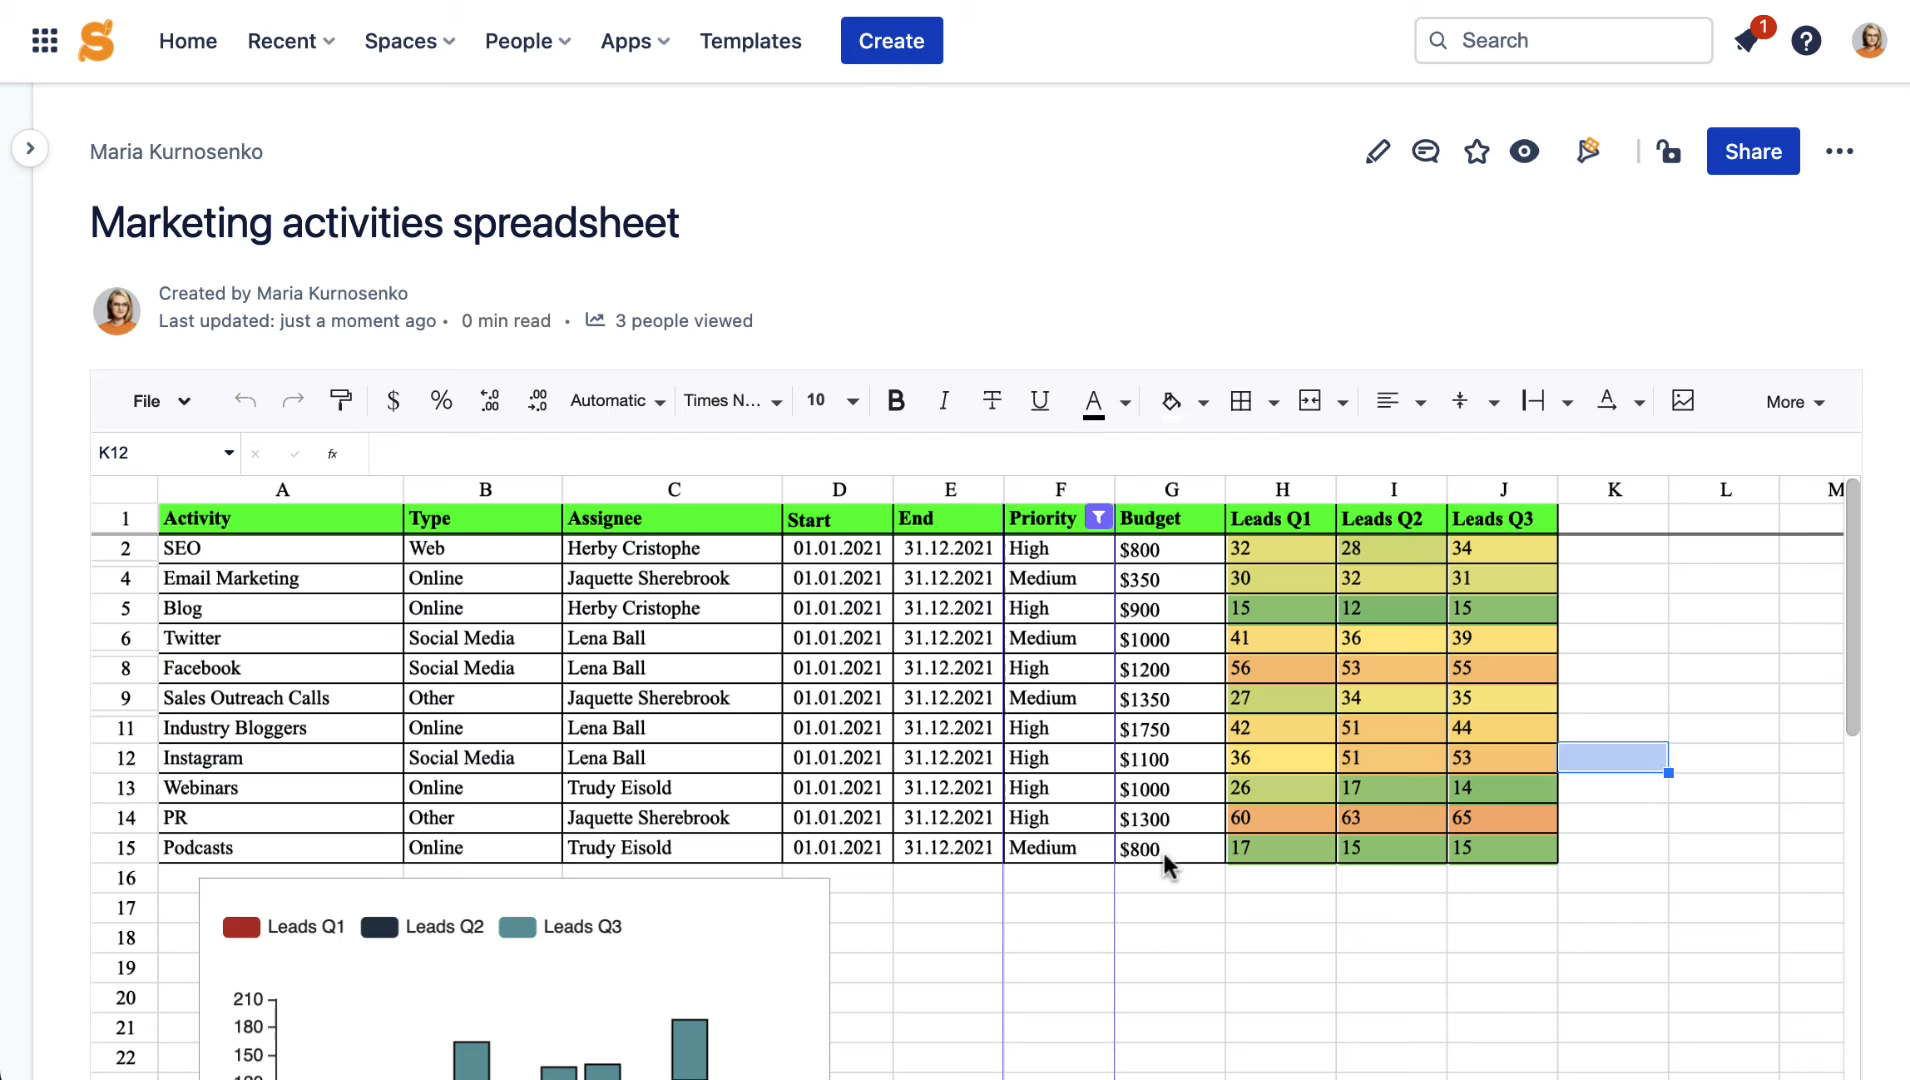 Home Recent Spaces People Apps Templates Create Search 1
Maria Kurnosenko
Share
Marketing activities spreadsheet
Created by Maria Kurnosenko
Last updated: just a moment ago • 0 min read • 3 people viewed
File $ % .00 .00 Automatic Times N... 10 B I T U A A More
K12 fx
A B C D E F G H I J K L M
1 Activity Type Assignee Start End Priority Budget Leads Q1 Leads Q2 Leads Q3
2 SEO Web Herby Cristophe 01.01.2021 31.12.2021 High $800 32 28 34
4 Email Marketing Online Jaquette Sherebrook 01.01.2021 31.12.2021 Medium $350 30 32 31
5 Blog Online Herby Cristophe 01.01.2021 31.12.2021 High $900 15 12 15
6 Twitter Social Media Lena Ball 01.01.2021 31.12.2021 Medium $1000 41 36 39
8 Facebook Social Media Lena Ball 01.01.2021 31.12.2021 High $1200 56 53 55
9 Sales Outreach Calls Other Jaquette Sherebrook 01.01.2021 31.12.2021 Medium $1350 27 34 35
11 Industry Bloggers Online Lena Ball 01.01.2021 31.12.2021 High $1750 42 51 44
12 Instagram Social Media Lena Ball 01.01.2021 31.12.2021 High $1100 36 51 53
13 Webinars Online Trudy Eisold 01.01.2021 31.12.2021 High $1000 26 17 14
14 PR Other Jaquette Sherebrook 01.01.2021 31.12.2021 High $1300 60 63 65
15 Podcasts Online Trudy Eisold 01.01.2021 31.12.2021 Medium $800 17 15 15
16
17
Leads Q1 Leads Q2 Leads Q3
18
19
20
210
21
180
22
150